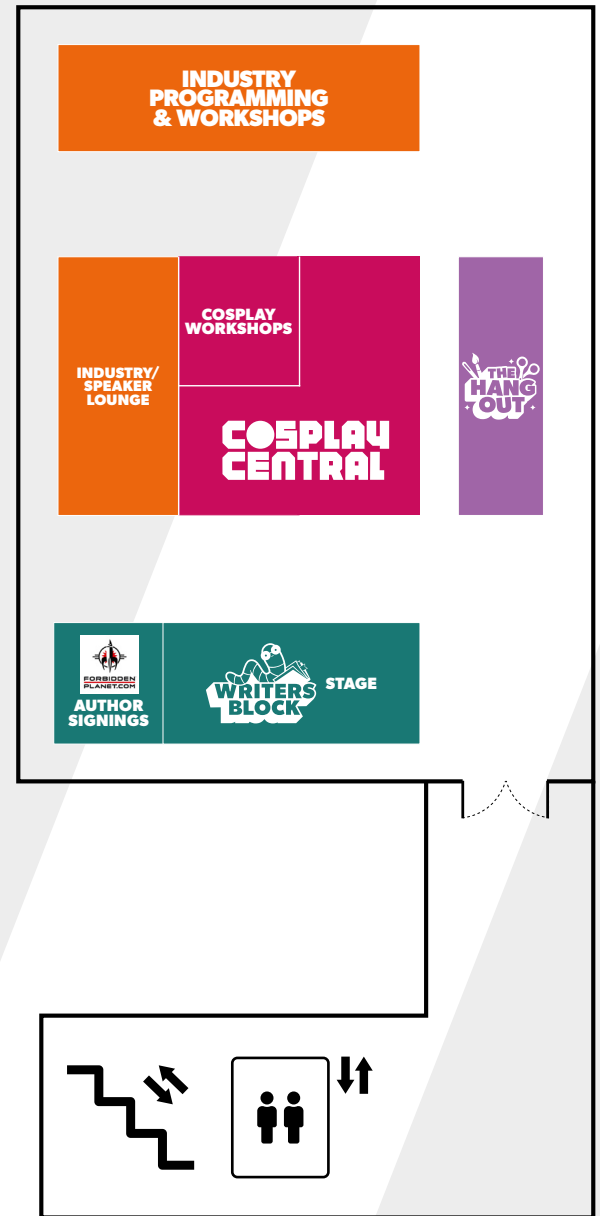 INDUSTRY
PROGRAMMING
& WORKSHOPS
COSPLAY
WORKSHOPS
INDUSTRY/
SPEAKER
LOUNGE
COSPLAY
CENTRAL
THE
HANG
OUT
FORBIDDEN
PLANET.COM
AUTHOR
SIGNINGS
WRITERS
BLOCK
STAGE